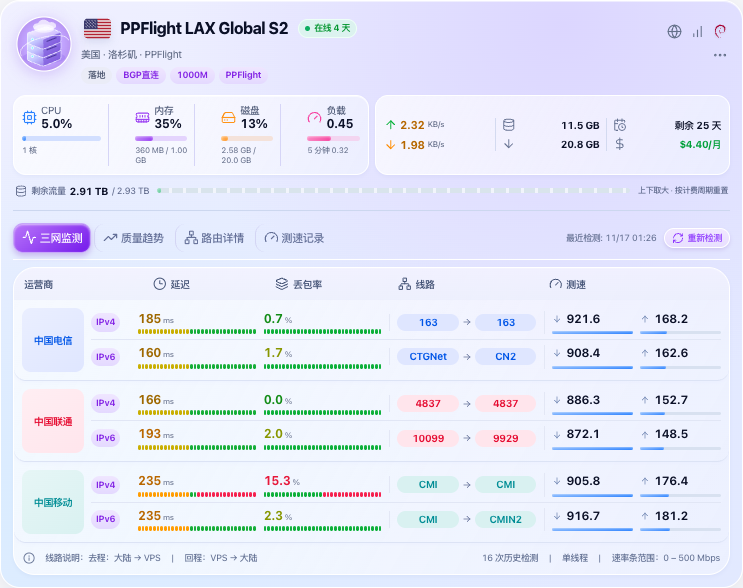 PPFlight LAX Global S2
在线 4 天
美国 · 洛杉矶 · PPFlight
落地 BGP直连 1000M PPFlight
CPU
5.0%
1 核
内存
35%
360 MB / 1.00 GB
磁盘
13%
2.58 GB / 20.0 GB
负载
0.45
5 分钟 0.32
2.32 KB/s
1.98 KB/s
11.5 GB
20.8 GB
剩余 25 天
$4.40/月
剩余流量 2.91 TB / 2.93 TB 上下取大 · 按计费周期重置
三网监测 质量趋势 路由详情 测速记录 最近检测: 11/17 01:26 重新检测
运营商 延迟 丢包率 线路 测速
中国电信
IPv4 185 ms 0.7 % 163 → 163 ↓ 921.6 ↑ 168.2
IPv6 160 ms 1.7 % CTGNet → CN2 ↓ 908.4 ↑ 162.6
中国联通
IPv4 166 ms 0.0 % 4837 → 4837 ↓ 886.3 ↑ 152.7
IPv6 193 ms 2.0 % 10099 → 9929 ↓ 872.1 ↑ 148.5
中国移动
IPv4 235 ms 15.3 % CMI → CMI ↓ 905.8 ↑ 176.4
IPv6 235 ms 2.3 % CMI → CMIN2 ↓ 916.7 ↑ 181.2
线路说明: 去程: 大陆 → VPS | 回程: VPS → 大陆 16 次历史检测 | 单线程 | 速率条范围: 0 – 500 Mbps